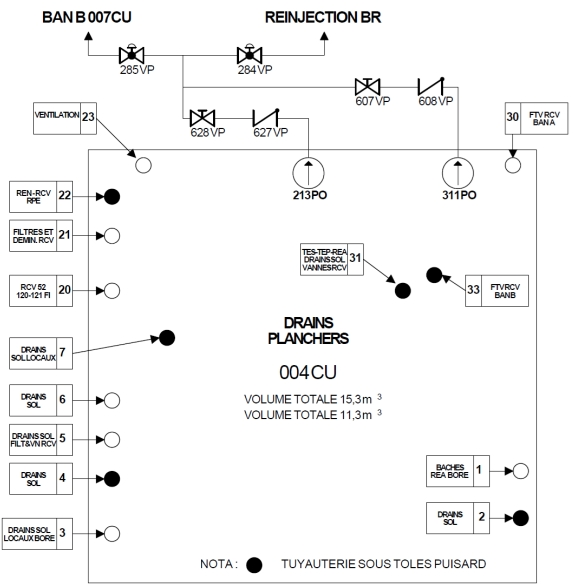 BAN B 007CU
REINJECTION BR
285VP
284VP
607VP
608VP
628VP
627VP
VENTILATION 23
30 FTV RCV
BAN A
213PO
311PO
REN-RCV
RPE
22
FILTRES ET
DEMIN. RCV
21
RCV 52
120-121 FI
20
TES-TEP-REA
DRAINS SOL
VANNES RCV
31
33 FTV RCV
BAN B
DRAINS
PLANCHERS
004CU
VOLUME TOTALE 15,3m 3
VOLUME TOTALE 11,3m 3
DRAINS
SOL LOCAUX
7
DRAINS
SOL
6
DRAINS SOL
FILT&VN RCV
5
DRAINS
SOL
4
DRAINS SOL
LOCAUX BORE
3
BACHES
REA BORE
1
DRAINS
SOL
2
NOTA : TUYAUTERIE SOUS TOLES PUISARD